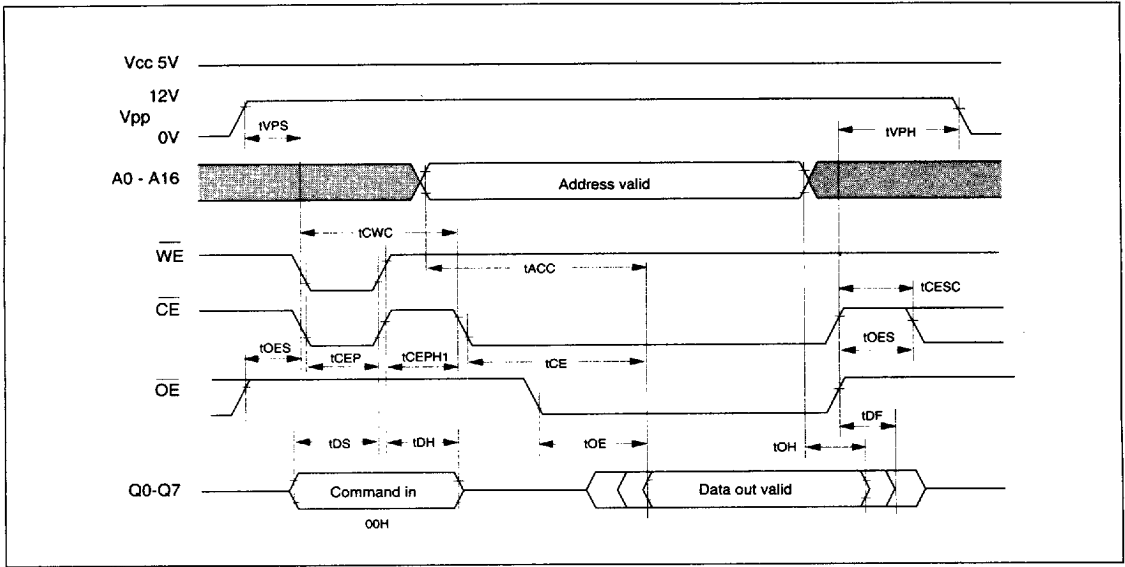 Vcc 5V
12V
Vpp
0V
tVPS
tVPH
A0 - A16
Address valid
tCWC
WE
tACC
tCESC
CE
tOES
tCEP
tCEPH1
tCE
tOES
OE
tDS
tDH
tOE
tOH
tDF
Q0-Q7
Command in
Data out valid
00H